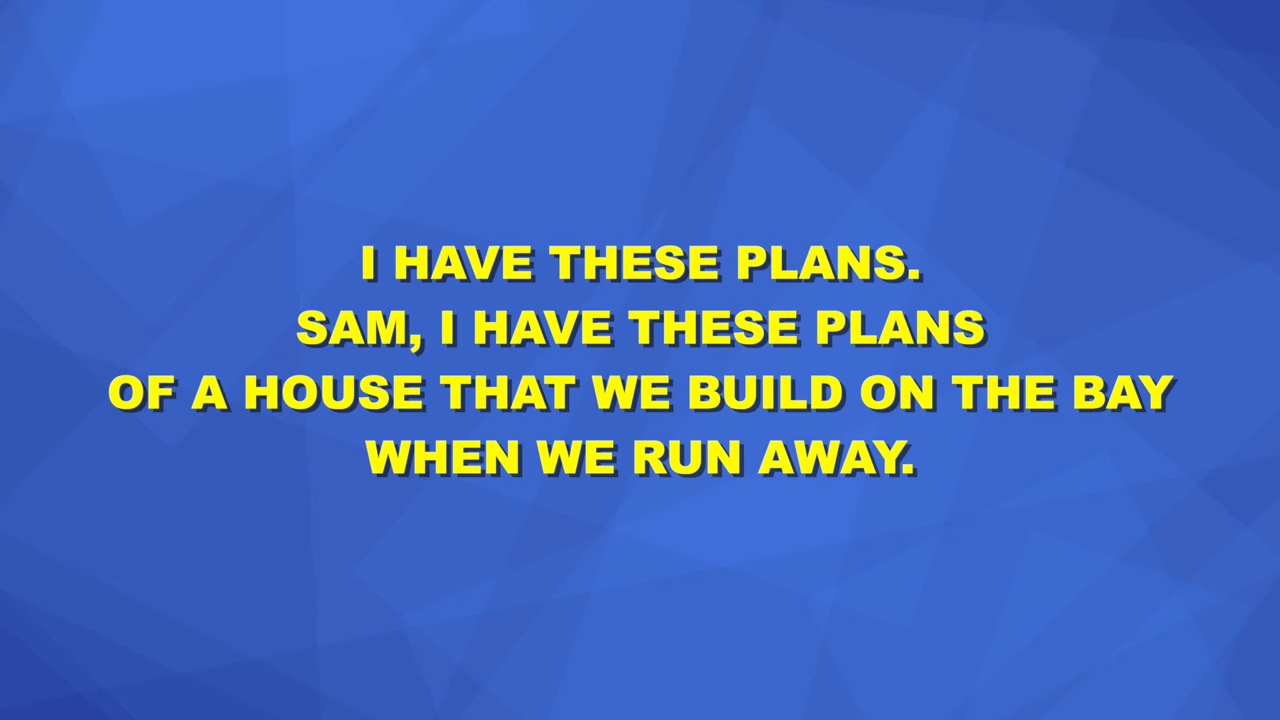 I HAVE THESE PLANS.
SAM, I HAVE THESE PLANS
OF A HOUSE THAT WE BUILD ON THE BAY
WHEN WE RUN AWAY.